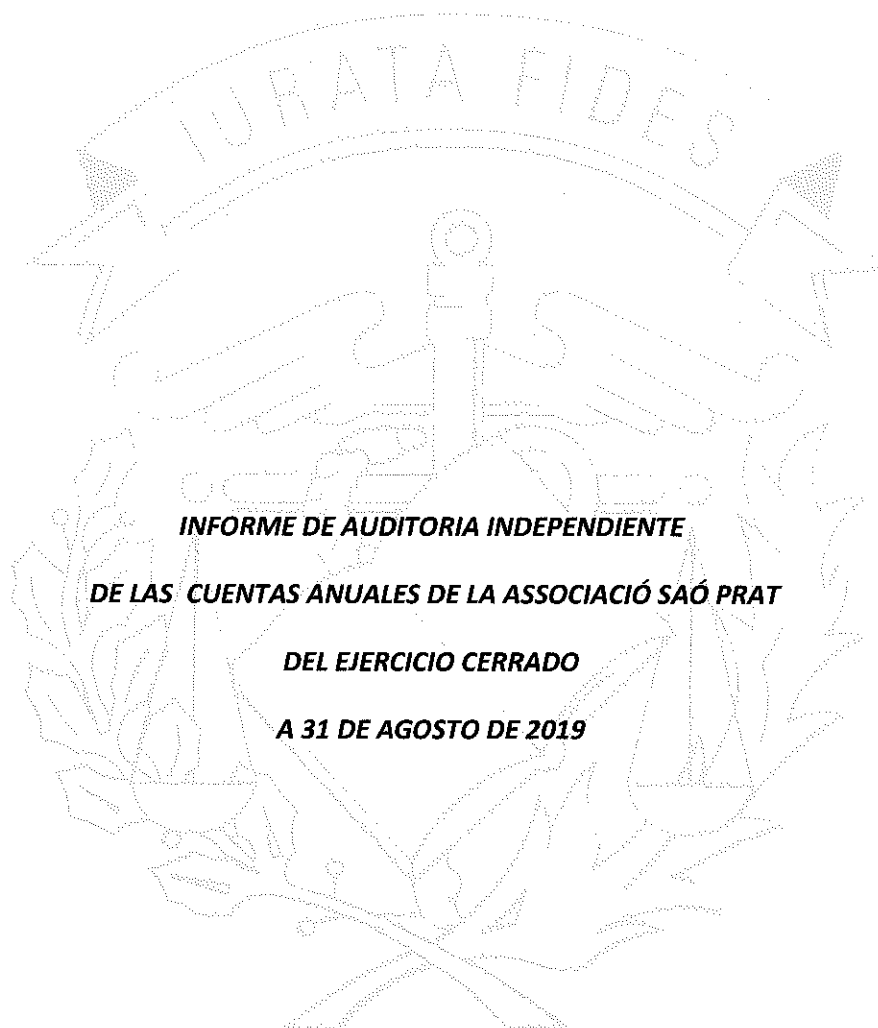 IURATA FIDES
INFORME DE AUDITORIA INDEPENDIENTE
DE LAS CUENTAS ANUALES DE LA ASSOCIACIÓ SAÓ PRAT
DEL EJERCICIO CERRADO
A 31 DE AGOSTO DE 2019